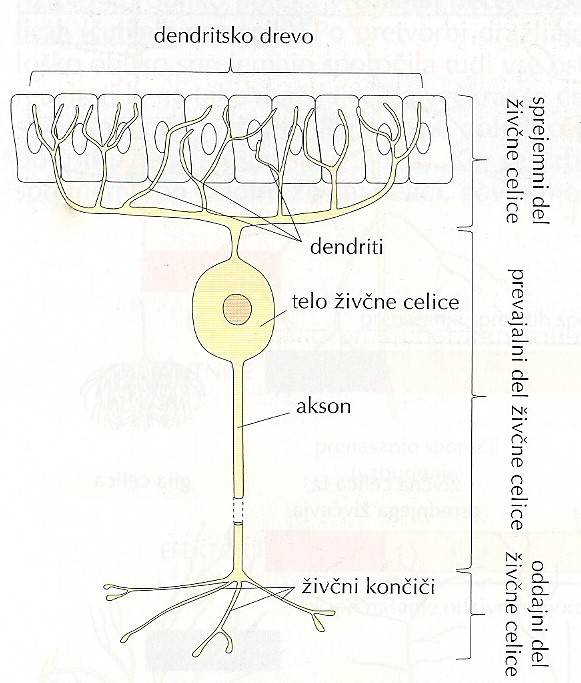 dendritsko drevo
sprejemni del
živčne celice
dendriti
telo živčne celice
prevajalni del živčne celice
akson
živčni končiči
oddajni del
živčne celice